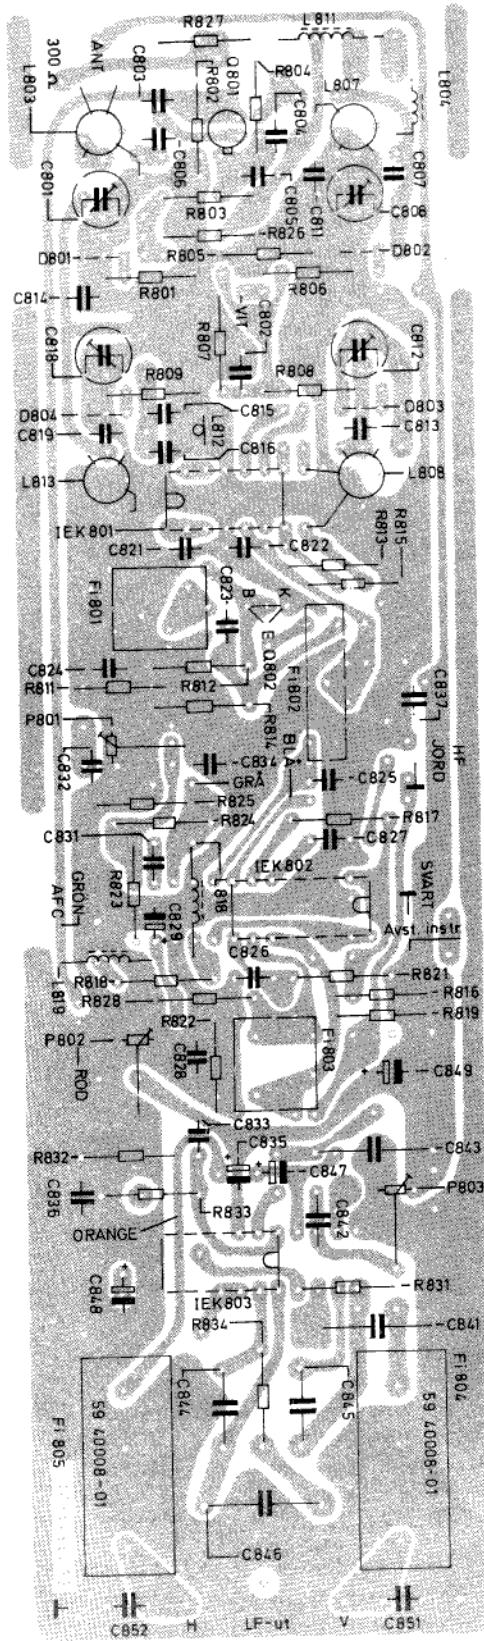 R827
L811
ANT
300 Ω
L803
C803
R802
Q801
R804
C804
L807
L804
C806
C801
C805
C811
C807
C808
R803
R826
D801
R805
D802
C814
R801
R806
VIT
C802
R807
C818
C812
R809
R808
D804
C815
D803
C819
L812
C813
C816
L813
L808
IEK801
R815
R813
C821
C822
Fi801
C823
B
K
E
Q802
Fi802
C824
R811
R812
C837
P801
R814
BLÅ
HF
JORD
C832
C834
GRÅ
C825
R825
R824
R817
C831
C827
IEK802
R823
L818
GRÖN
AFC
SVART
C829
Avst. instr.
C826
L819
R818
R821
R828
R816
R822
R819
P802
RÖD
C828
Fi803
C849
C833
C835
C843
R832
C847
P803
C836
R833
C842
ORANGE
C848
R831
IEK803
R834
C841
C844
C845
Fi804
59 40008-01
59 40008-01
Fi805
C846
C852
H
LF-ut
V
C851